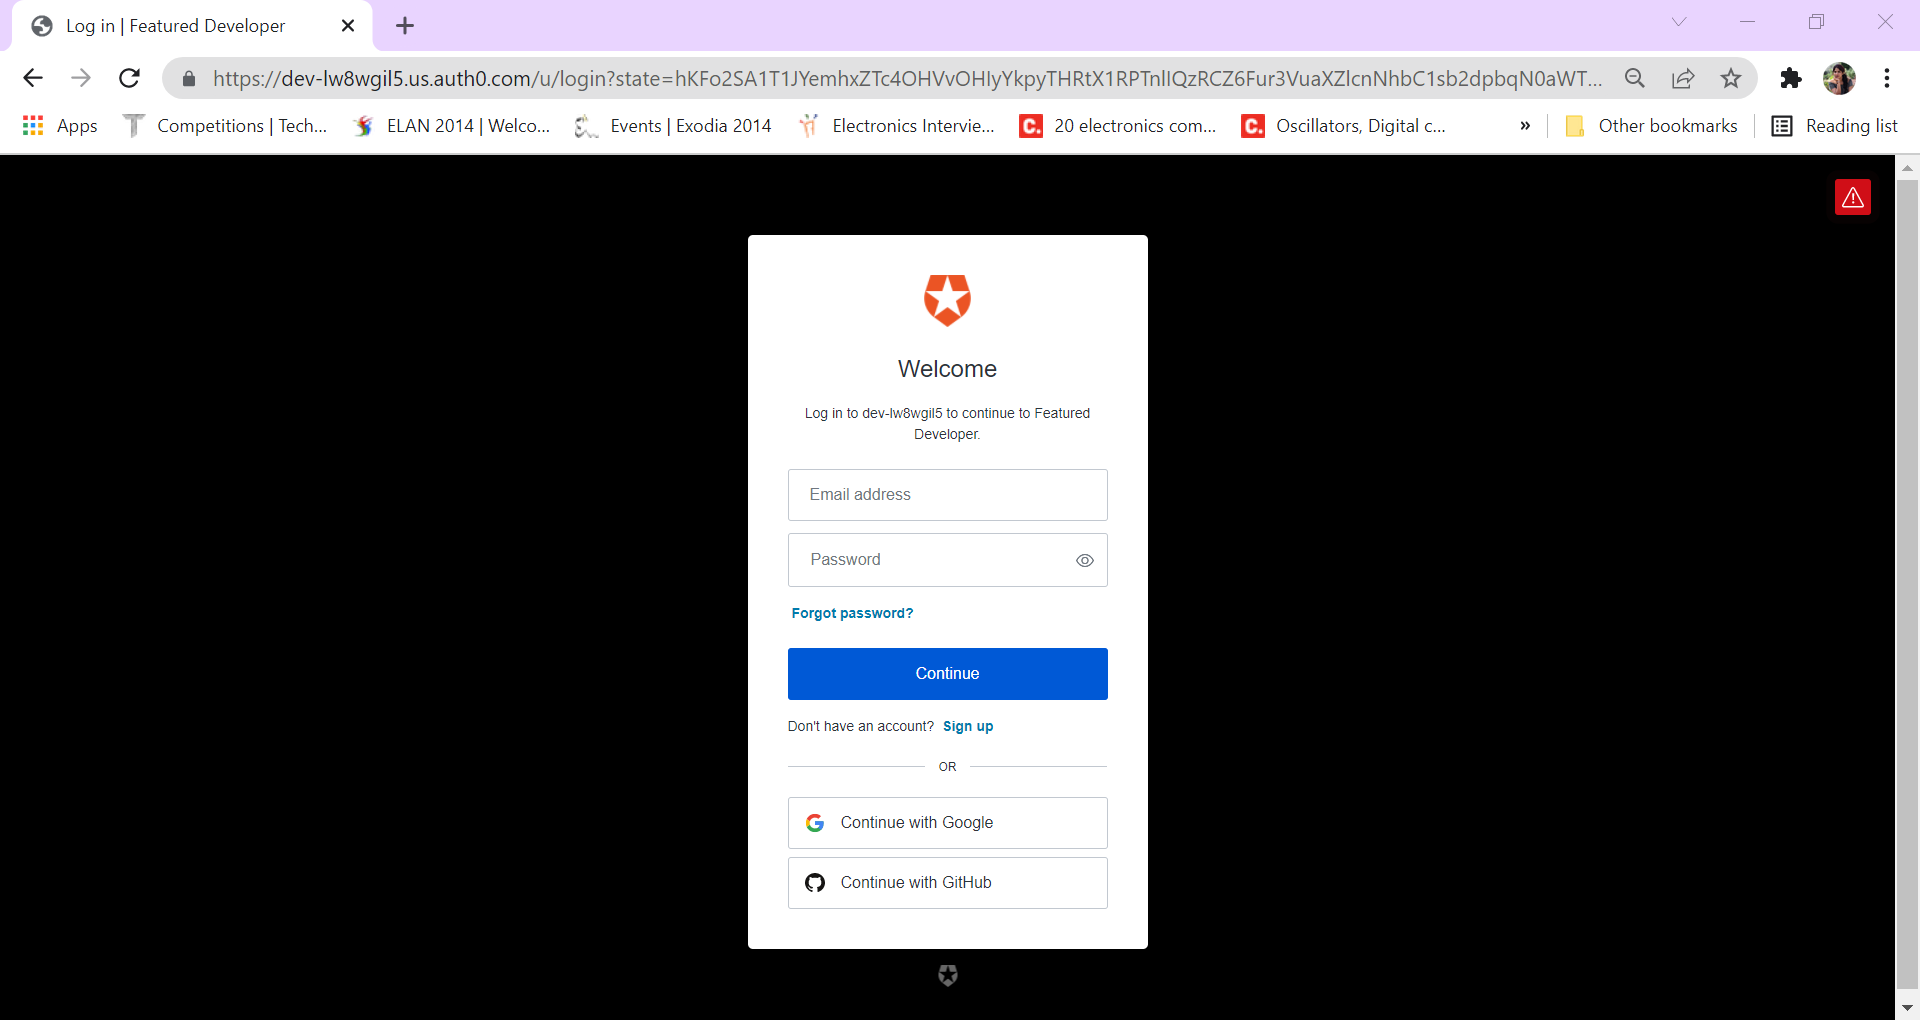 Log in | Featured Developer
https://dev-lw8wgil5.us.auth0.com/u/login?state=hKFo2SA1T1JYemhxZTc4OHVvOHIyYkpyTHRtX1RPTnlIQzRCZ6Fur3VuaXZlcnNhbC1sb2dpbqN0aWT...
Apps
Competitions | Tech...
ELAN 2014 | Welco...
Events | Exodia 2014
Electronics Intervie...
20 electronics com...
Oscillators, Digital c...
»
Other bookmarks
Reading list
Welcome
Log in to dev-lw8wgil5 to continue to Featured
Developer.
Email address
Password
Forgot password?
Continue
Don't have an account? Sign up
OR
Continue with Google
Continue with GitHub